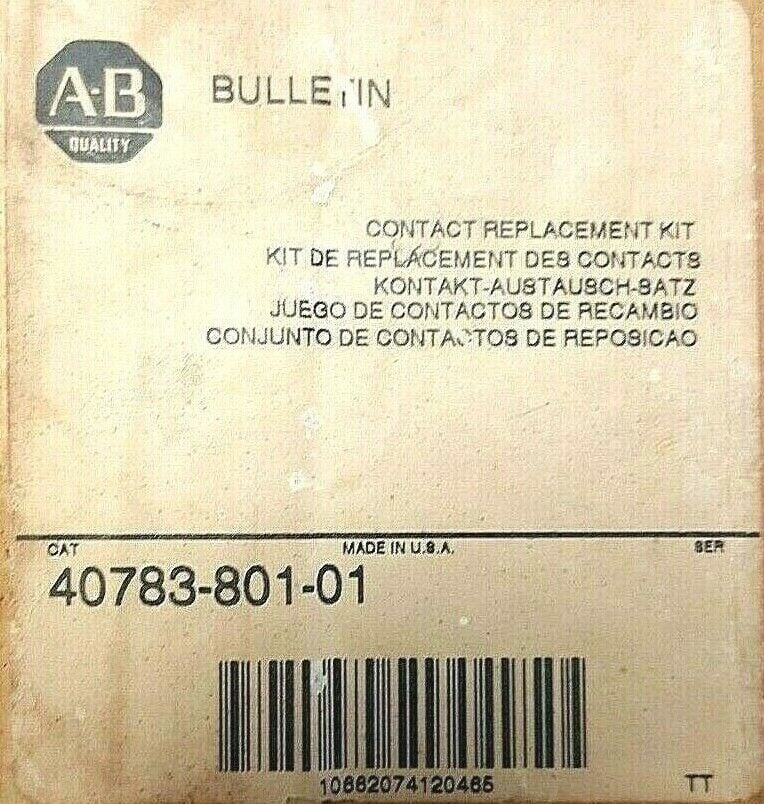 A-B
QUALITY
BULLETIN
CONTACT REPLACEMENT KIT
KIT DE REPLACEMENT DES CONTACTS
KONTAKT-AUSTAUSCH-SATZ
JUEGO DE CONTACTOS DE RECAMBIO
CONJUNTO DE CONTACTOS DE REPOSICAO
CAT MADE IN U.S.A. SER
40783-801-01
10662074120465
TT